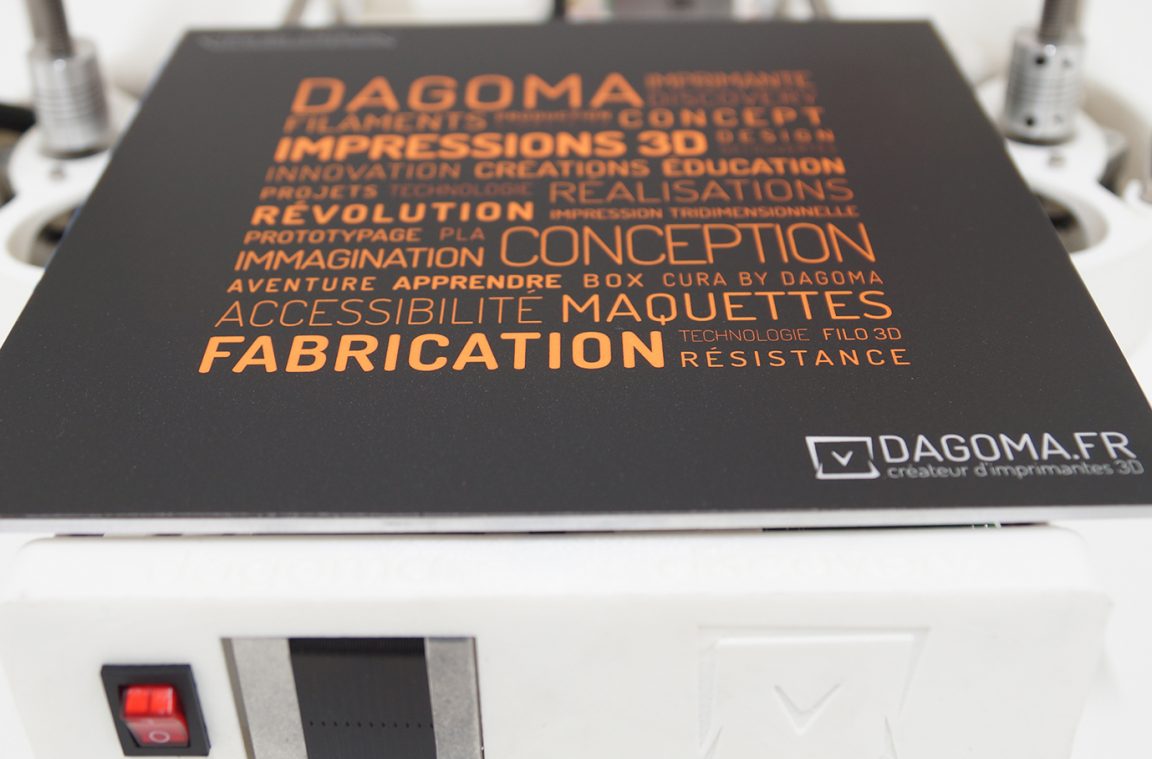 DAGOMA IMPRIMANTE
DISCOVERY
FILAMENTS PRODUCTION CONCEPT
IMPRESSIONS 3D DESIGN
INNOVATION CRÉATIONS ÉDUCATION
PROJETS TECHNOLOGIE RÉALISATIONS
RÉVOLUTION IMPRESSION TRIDIMENSIONNELLE
PROTOTYPAGE PLA CONCEPTION
IMMAGINATION
AVENTURE APPRENDRE BOX CURA BY DAGOMA
ACCESSIBILITÉ MAQUETTES
FABRICATION TECHNOLOGIE FILO 3D
RÉSISTANCE
DAGOMA.FR
créateur d'imprimantes 3D